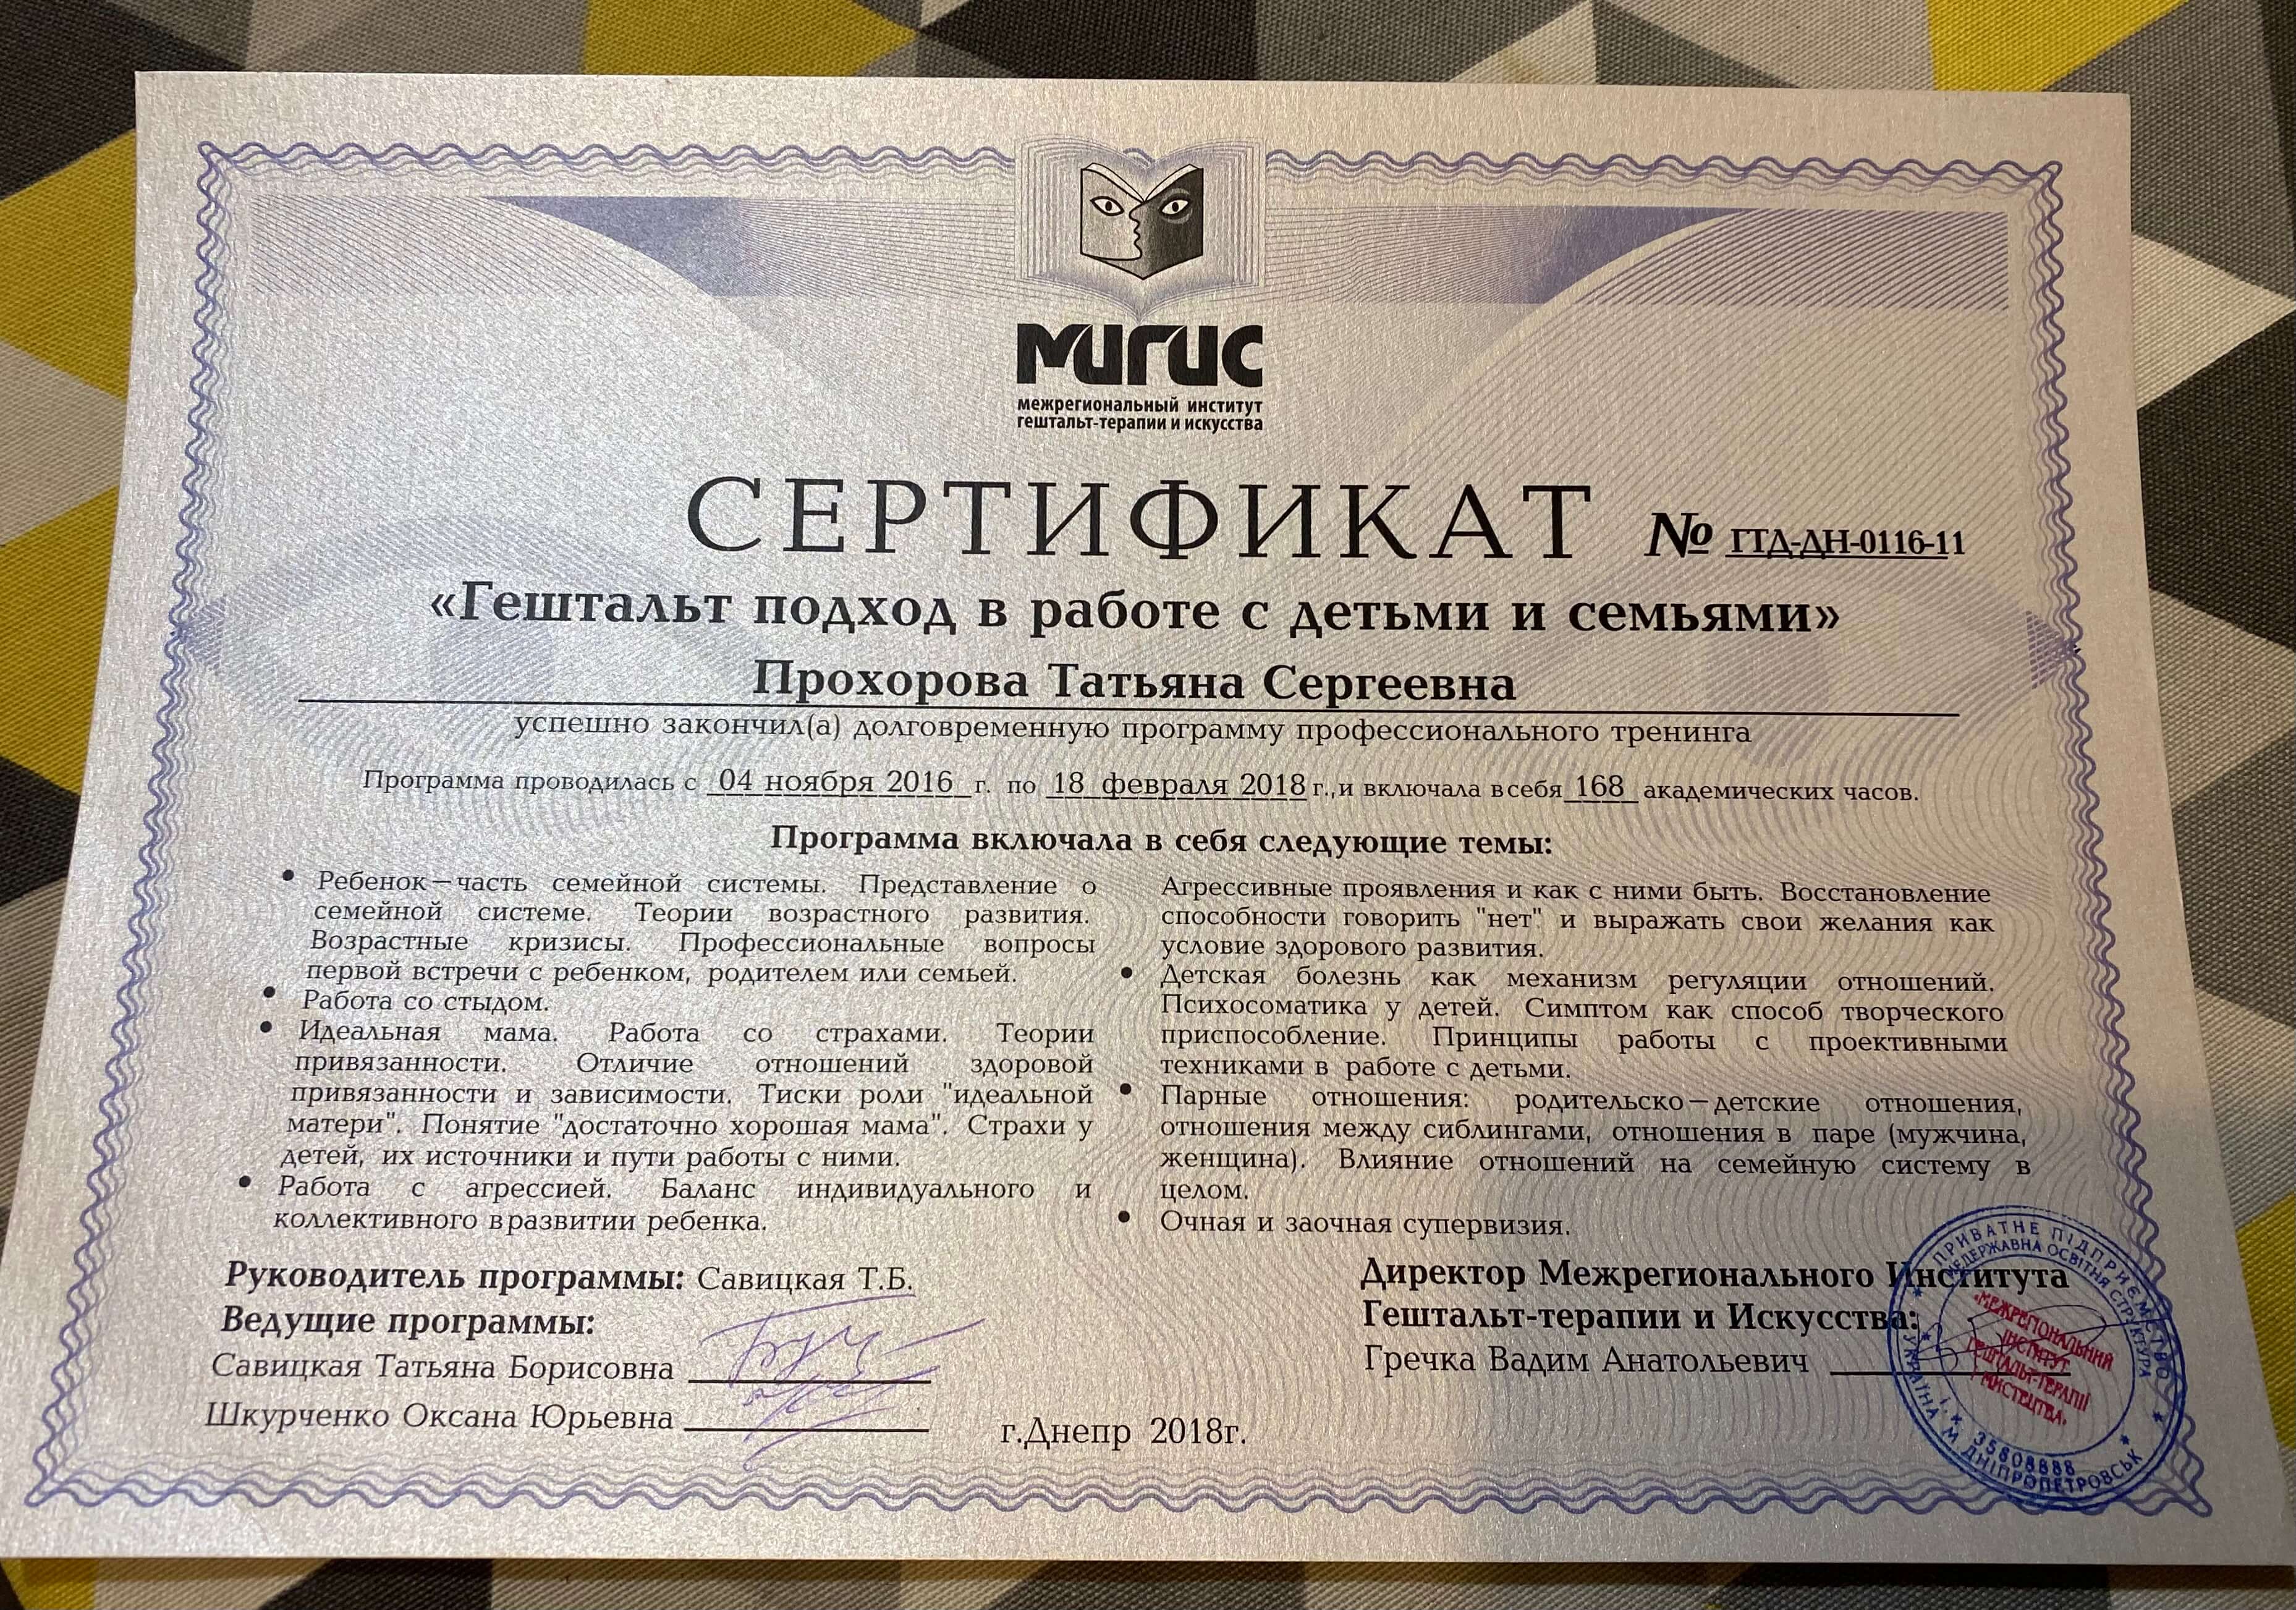 МИГИС
межрегиональный институт
гештальт-терапии и искусства
СЕРТИФИКАТ № ГТД-ДН-0116-11
«Гештальт подход в работе с детьми и семьями»
Прохорова Татьяна Сергеевна
успешно закончил(а) долговременную программу профессионального тренинга
Программа проводилась с 04 ноября 2016 г. по 18 февраля 2018 г., и включала в себя 168 академических часов.
Программа включала в себя следующие темы:
• Ребенок–часть семейной системы. Представление о
семейной системе. Теории возрастного развития.
Возрастные кризисы. Профессиональные вопросы
первой встречи с ребенком, родителем или семьей.
• Работа со стыдом.
• Идеальная мама. Работа со страхами. Теории
привязанности. Отличие отношений здоровой
привязанности и зависимости. Тиски роли "идеальной
матери". Понятие "достаточно хорошая мама". Страхи у
детей, их источники и пути работы с ними.
• Работа с агрессией. Баланс индивидуального и
коллективного в развитии ребенка.
Агрессивные проявления и как с ними быть. Восстановление
способности говорить "нет" и выражать свои желания как
условие здорового развития.
• Детская болезнь как механизм регуляции отношений.
Психосоматика у детей. Симптом как способ творческого
приспособление. Принципы работы с проективными
техниками в работе с детьми.
• Парные отношения: родительско–детские отношения,
отношения между сиблингами, отношения в паре (мужчина,
женщина). Влияние отношений на семейную систему в
целом.
• Очная и заочная супервизия.
Руководитель программы: Савицкая Т.Б.
Ведущие программы:
Савицкая Татьяна Борисовна
Шкурченко Оксана Юрьевна
г.Днепр 2018г.
Директор Межрегионального Института
Гештальт-терапии и Искусства:
Гречка Вадим Анатольевич
ПРИВАТНЕ ПІДПРИЄМСТВО
НЕДЕРЖАВНА ОСВІТНЯ СТРУКТУРА
«МЕЖРЕГІОНАЛЬНИЙ
ІНСТИТУТ
ГЕШТАЛЬТ-ТЕРАПІЇ
І МИСТЕЦТВА»
І. К. 35808888
УКРАЇНА М. ДНІПРОПЕТРОВСЬК